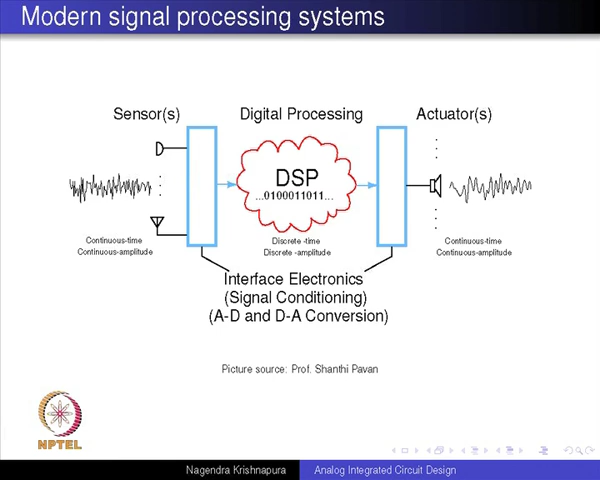 Modern signal processing systems
Sensor(s)
Digital Processing
Actuator(s)
DSP
...0100011011...
Continuous-time
Continuous-amplitude
Discrete -time
Discrete -amplitude
Continuous-time
Continuous-amplitude
Interface Electronics
(Signal Conditioning)
(A-D and D-A Conversion)
Picture source: Prof. Shanthi Pavan
NPTEL
Nagendra Krishnapura
Analog Integrated Circuit Design